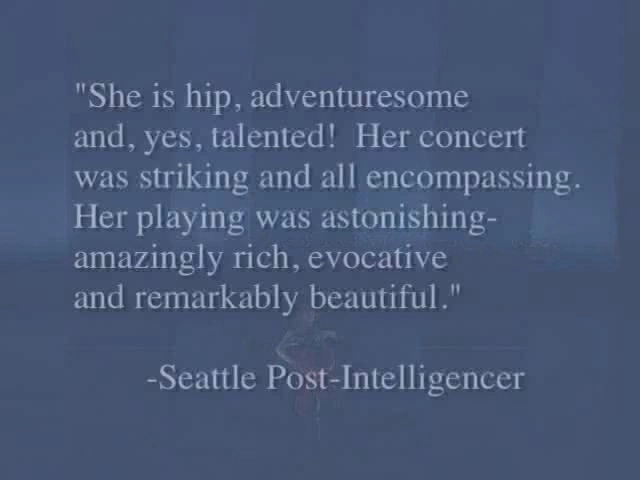 "She is hip, adventuresome
and, yes, talented!  Her concert
was striking and all encompassing.
Her playing was astonishing-
amazingly rich, evocative
and remarkably beautiful."
-Seattle Post-Intelligencer